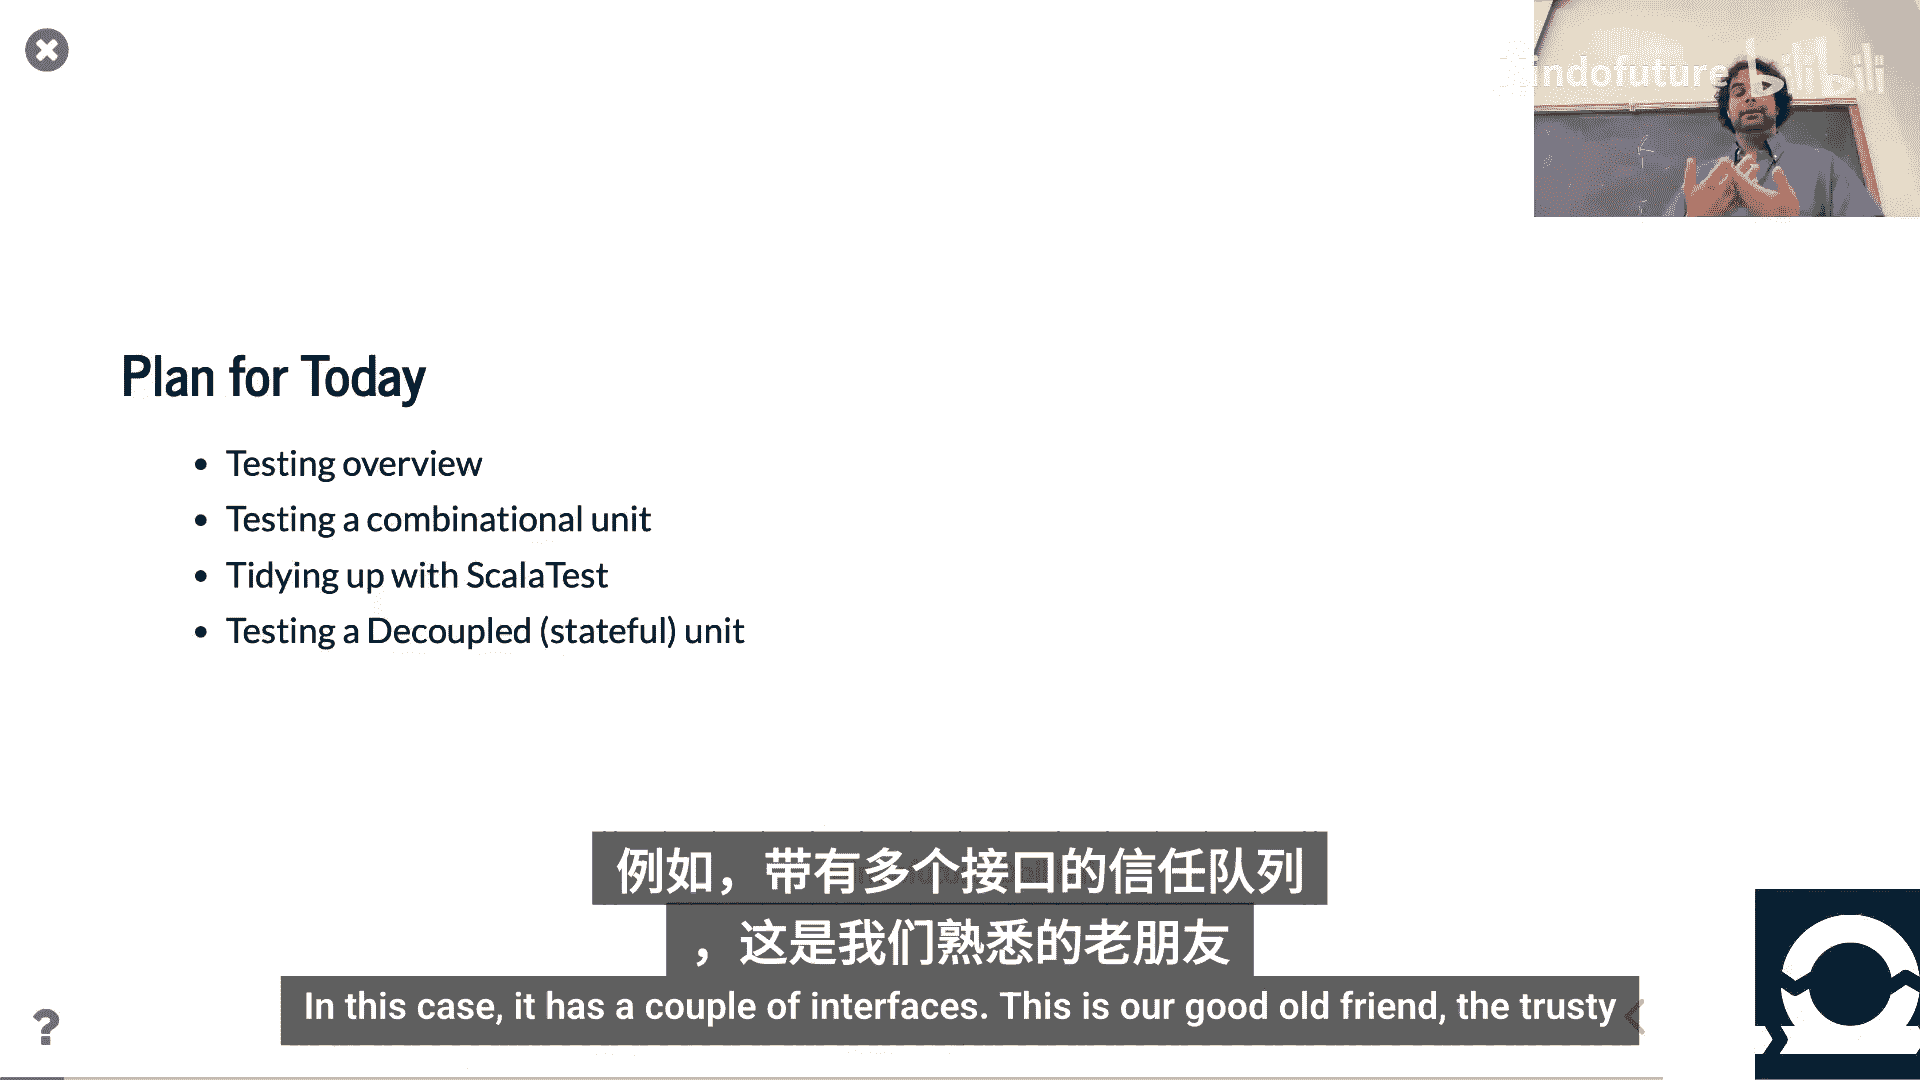 indofuture bilibili
Plan for Today
Testing overview
Testing a combinational unit
Tidying up with ScalaTest
Testing a Decoupled (stateful) unit
例如，带有多个接口的信任队列
，这是我们熟悉的老朋友
In this case, it has a couple of interfaces. This is our good old friend, the trusty
?